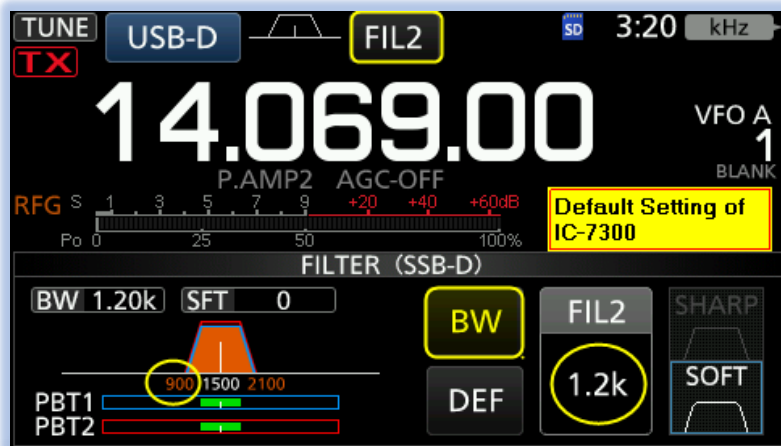 TUNE USB-D FIL2 SD 3:20 kHz
TX
14.069.00 VFO A
1
BLANK
P.AMP2 AGC-OFF
RFG S 1 3 5 7 9 +20 +40 +60dB
Po 0 25 50 100%
Default Setting of
IC-7300
FILTER (SSB-D)
BW 1.20k SFT 0
BW FIL2 SHARP
900 1500 2100
1.2k SOFT
DEF
PBT1
PBT2